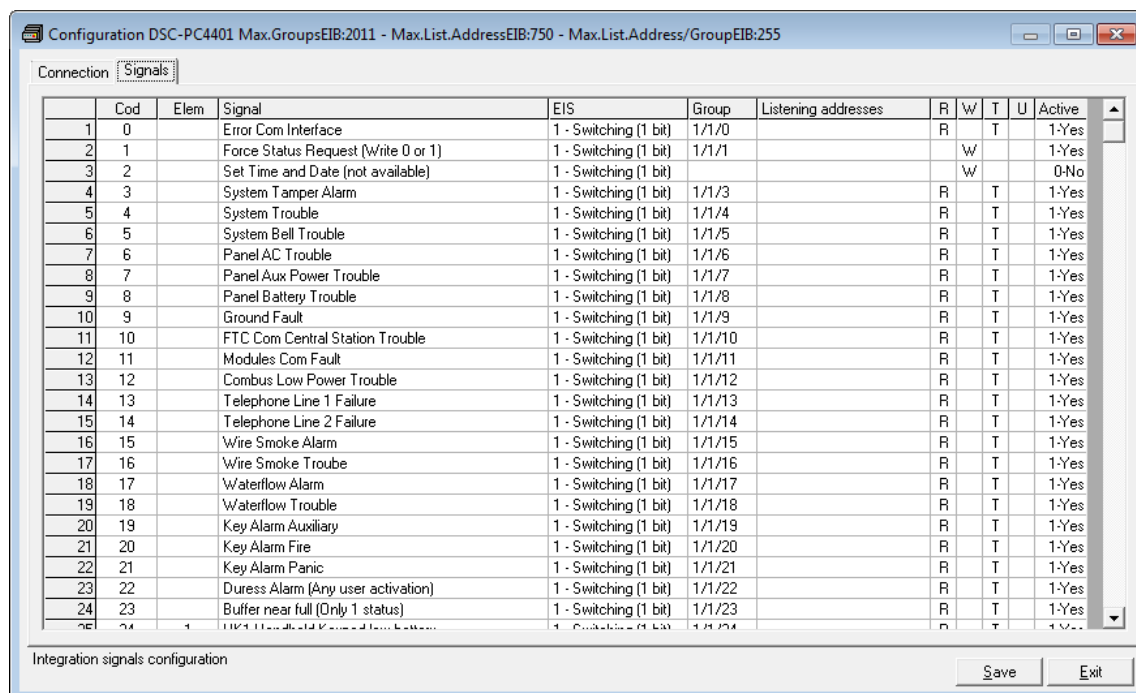 Configuration DSC-PC4401 Max.GroupsEIB:2011 - Max.List.AddressEIB:750 - Max.List.Address/GroupEIB:255
Connection Signals
Cod Elem Signal EIS Group Listening addresses R W T U Active
1 0 Error Com Interface 1 - Switching (1 bit) 1/1/0 R T 1-Yes
2 1 Force Status Request (Write 0 or 1) 1 - Switching (1 bit) 1/1/1 W 1-Yes
3 2 Set Time and Date (not available) 1 - Switching (1 bit) W 0-No
4 3 System Tamper Alarm 1 - Switching (1 bit) 1/1/3 R T 1-Yes
5 4 System Trouble 1 - Switching (1 bit) 1/1/4 R T 1-Yes
6 5 System Bell Trouble 1 - Switching (1 bit) 1/1/5 R T 1-Yes
7 6 Panel AC Trouble 1 - Switching (1 bit) 1/1/6 R T 1-Yes
8 7 Panel Aux Power Trouble 1 - Switching (1 bit) 1/1/7 R T 1-Yes
9 8 Panel Battery Trouble 1 - Switching (1 bit) 1/1/8 R T 1-Yes
10 9 Ground Fault 1 - Switching (1 bit) 1/1/9 R T 1-Yes
11 10 FTC Com Central Station Trouble 1 - Switching (1 bit) 1/1/10 R T 1-Yes
12 11 Modules Com Fault 1 - Switching (1 bit) 1/1/11 R T 1-Yes
13 12 Combus Low Power Trouble 1 - Switching (1 bit) 1/1/12 R T 1-Yes
14 13 Telephone Line 1 Failure 1 - Switching (1 bit) 1/1/13 R T 1-Yes
15 14 Telephone Line 2 Failure 1 - Switching (1 bit) 1/1/14 R T 1-Yes
16 15 Wire Smoke Alarm 1 - Switching (1 bit) 1/1/15 R T 1-Yes
17 16 Wire Smoke Troube 1 - Switching (1 bit) 1/1/16 R T 1-Yes
18 17 Waterflow Alarm 1 - Switching (1 bit) 1/1/17 R T 1-Yes
19 18 Waterflow Trouble 1 - Switching (1 bit) 1/1/18 R T 1-Yes
20 19 Key Alarm Auxiliary 1 - Switching (1 bit) 1/1/19 R T 1-Yes
21 20 Key Alarm Fire 1 - Switching (1 bit) 1/1/20 R T 1-Yes
22 21 Key Alarm Panic 1 - Switching (1 bit) 1/1/21 R T 1-Yes
23 22 Duress Alarm (Any user activation) 1 - Switching (1 bit) 1/1/22 R T 1-Yes
24 23 Buffer near full (Only 1 status) 1 - Switching (1 bit) 1/1/23 R T 1-Yes
25 24 1 1 - Switching (1 bit) 1/1/24 R T 1-Yes
Integration signals configuration
Save Exit